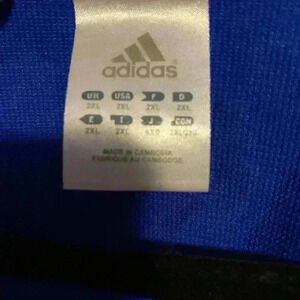 adidas
UK USA F D
2XL 2XL 2XL 2XL
E I J CDN
2XL 2XL
MADE IN CAMBODIA
FABRIQUE AU CAMBODGE